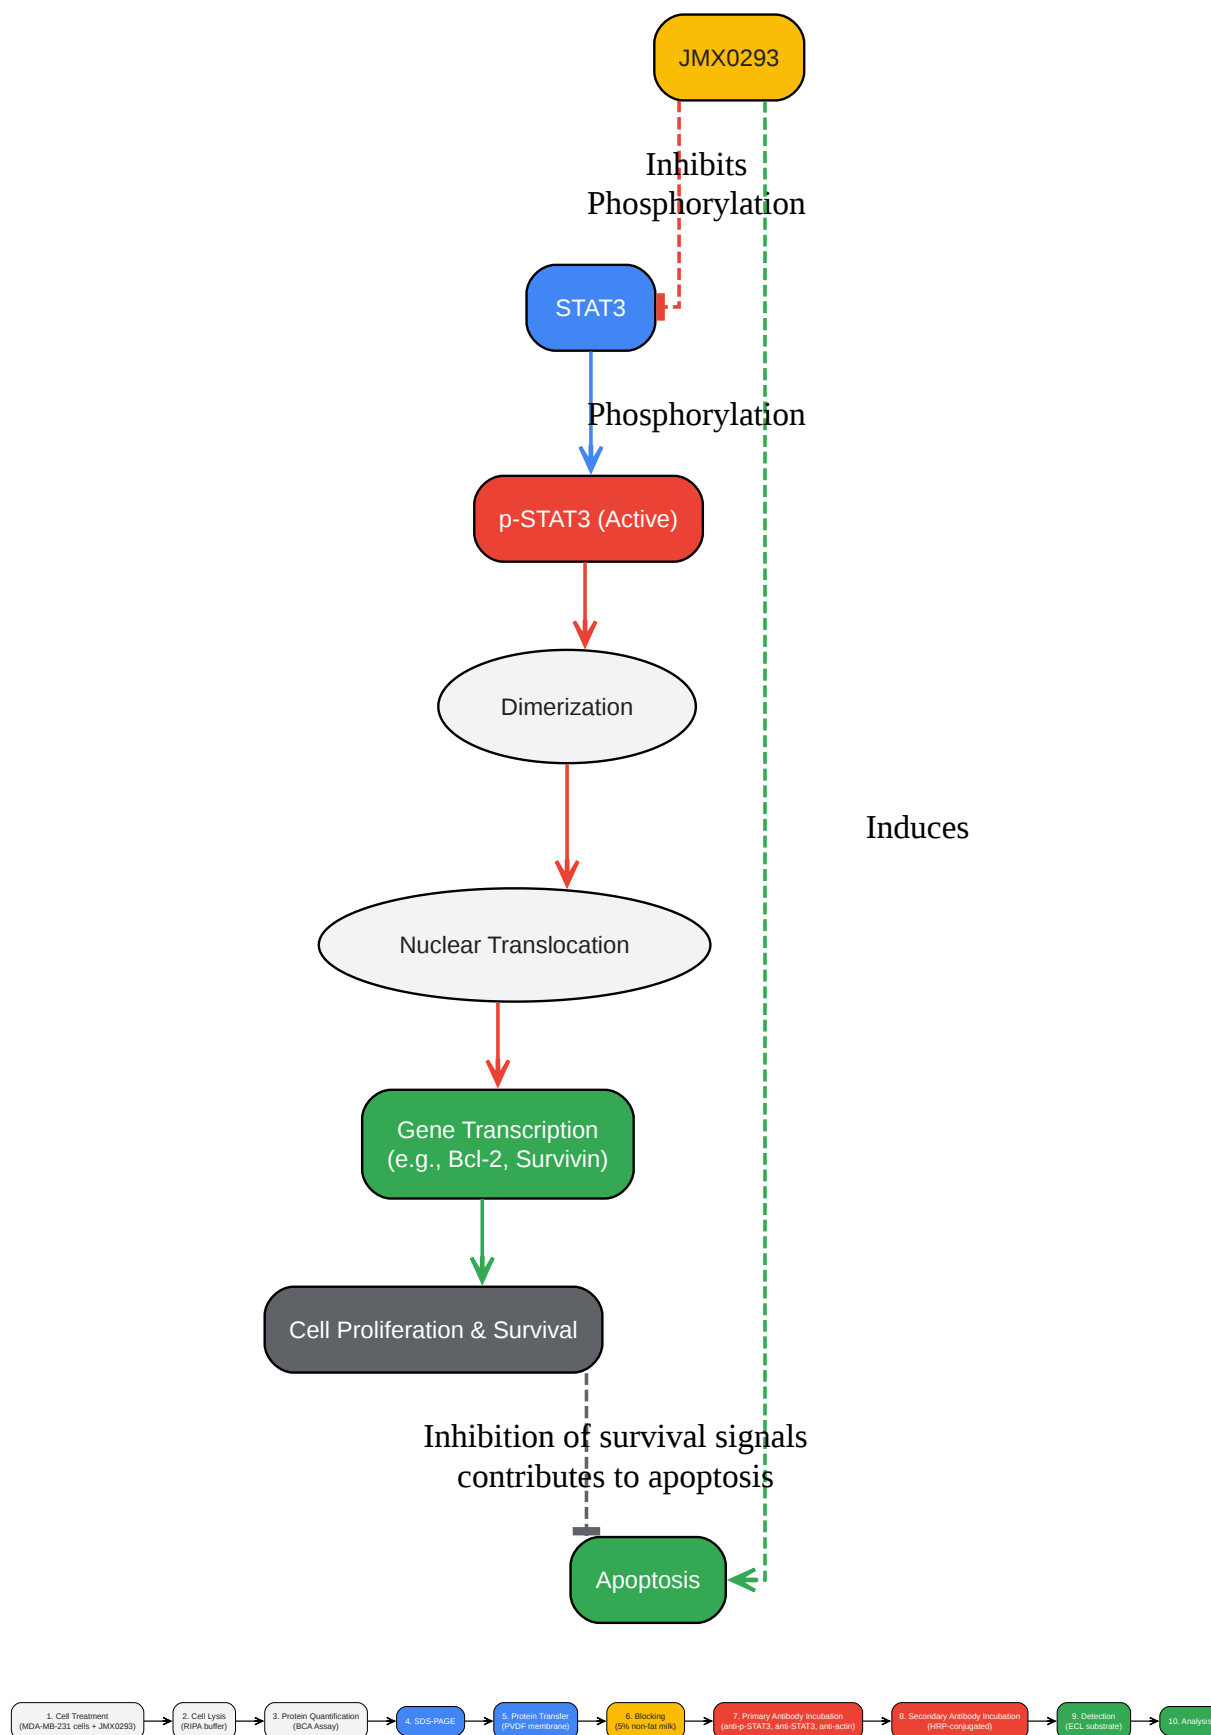 JMX0293
Inhibits
Phosphorylation
STAT3
Phosphorylation
p-STAT3 (Active)
Dimerization
Induces
Nuclear Translocation
Gene Transcription
(e.g., Bcl-2, Survivin)
Cell Proliferation & Survival
Inhibition of survival signals
contributes to apoptosis
Apoptosis
1. Cell Treatment
(MDA-MB-231 cells + JMX0293)
2. Cell Lysis
(RIPA buffer)
3. Protein Quantification
(BCA Assay)
4. SDS-PAGE
5. Protein Transfer
(PVDF membrane)
6. Blocking
(5% non-fat milk)
7. Primary Antibody Incubation
(anti-p-STAT3, anti-STAT3, anti-actin)
8. Secondary Antibody Incubation
(HRP-conjugated)
9. Detection
(ECL substrate)
10. Analysis